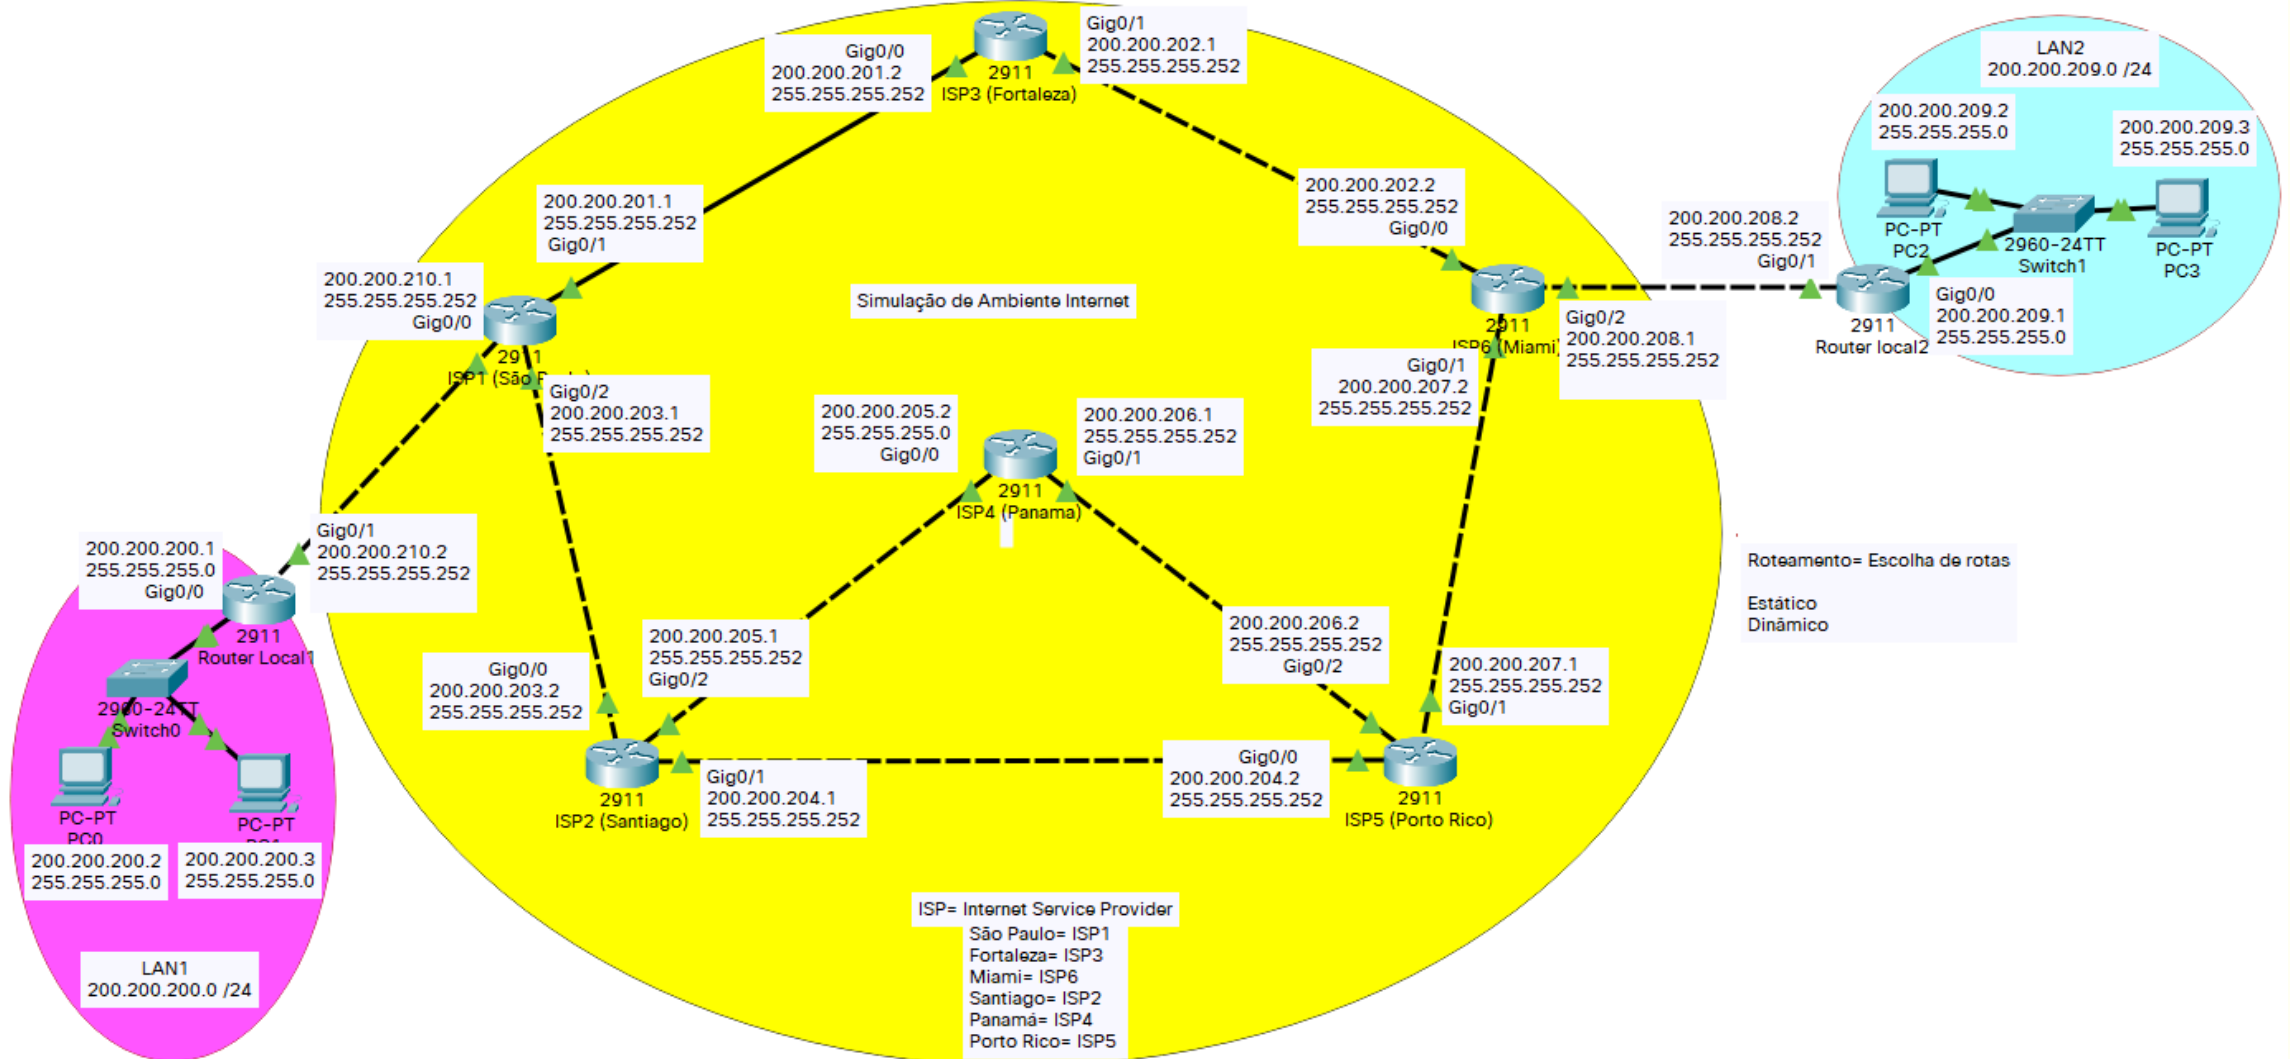 Gig0/1
200.200.202.1
255.255.255.252
Gig0/0
200.200.201.2
255.255.255.252
2911
ISP3 (Fortaleza)
LAN2
200.200.209.0 /24
200.200.209.2
255.255.255.0
200.200.209.3
255.255.255.0
PC-PT
PC2
2960-24TT
Switch1
PC-PT
PC3
200.200.201.1
255.255.255.252
Gig0/1
200.200.202.2
255.255.255.252
Gig0/0
200.200.208.2
255.255.255.252
Gig0/1
200.200.210.1
255.255.255.252
Gig0/0
Simulação de Ambiente Internet
2911
ISP1 (São
2911
ISP6 (Miami)
Gig0/2
200.200.208.1
255.255.255.252
2911
Router local2
Gig0/0
200.200.209.1
255.255.255.0
Gig0/2
200.200.203.1
255.255.255.252
Gig0/1
200.200.207.2
255.255.255.252
200.200.205.2
255.255.255.0
Gig0/0
200.200.206.1
255.255.255.252
Gig0/1
2911
ISP4 (Panama)
200.200.200.1
255.255.255.0
Gig0/0
Gig0/1
200.200.210.2
255.255.255.252
2911
Router Local1
Roteamento= Escolha de rotas
Estático
Dinâmico
2960-24TT
Switch0
Gig0/0
200.200.203.2
255.255.255.252
200.200.205.1
255.255.255.252
Gig0/2
200.200.206.2
255.255.255.252
Gig0/2
200.200.207.1
255.255.255.252
Gig0/1
2911
ISP2 (Santiago)
Gig0/1
200.200.204.1
255.255.255.252
Gig0/0
200.200.204.2
255.255.255.252
2911
ISP5 (Porto Rico)
PC-PT
PC0
PC-PT
200.200.200.2
255.255.255.0
200.200.200.3
255.255.255.0
LAN1
200.200.200.0 /24
ISP= Internet Service Provider
São Paulo= ISP1
Fortaleza= ISP3
Miami= ISP6
Santiago= ISP2
Panamá= ISP4
Porto Rico= ISP5